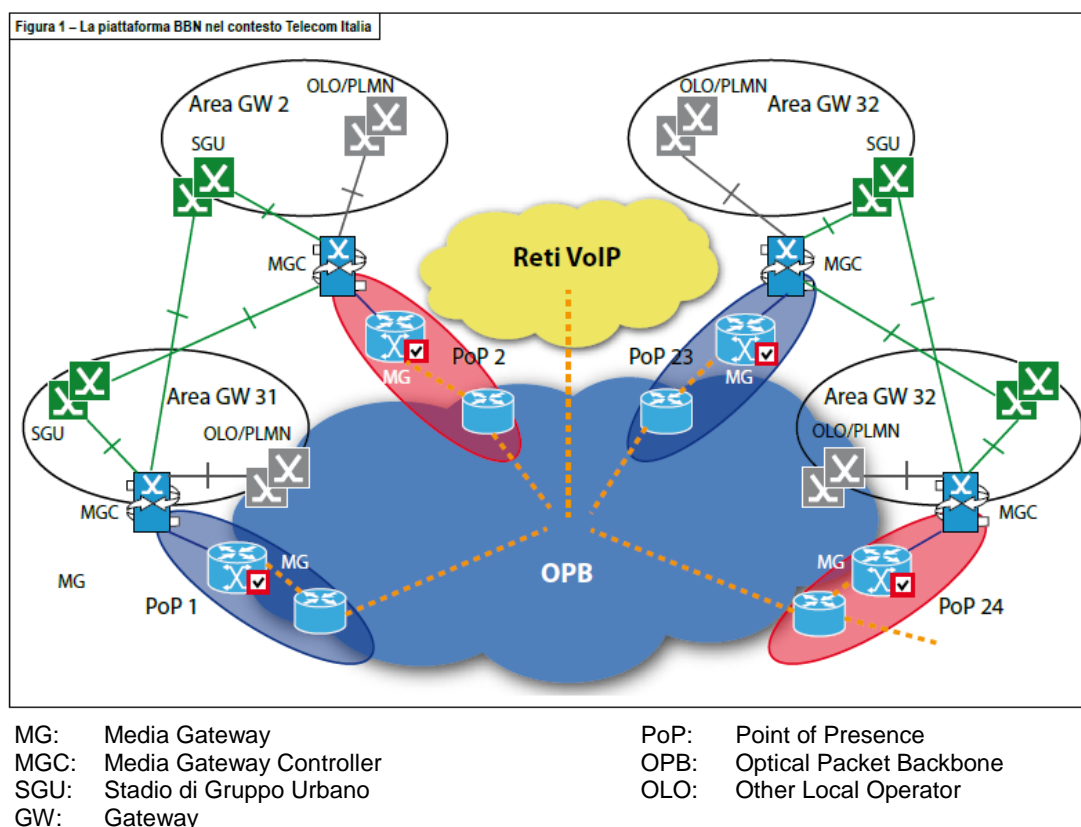 Figura 1 – La piattaforma BBN nel contesto Telecom Italia
OLO/PLMN
Area GW 2
SGU
MGC
OLO/PLMN
Area GW 32
SGU
MGC
Reti VoIP
MG
PoP 2
PoP 23
MG
Area GW 31
SGU
OLO/PLMN
MGC
Area GW 32
OLO/PLMN
MGC
MG
MG
PoP 1
OPB
MG
PoP 24
MG: Media Gateway
MGC: Media Gateway Controller
SGU: Stadio di Gruppo Urbano
GW: Gateway
PoP: Point of Presence
OPB: Optical Packet Backbone
OLO: Other Local Operator